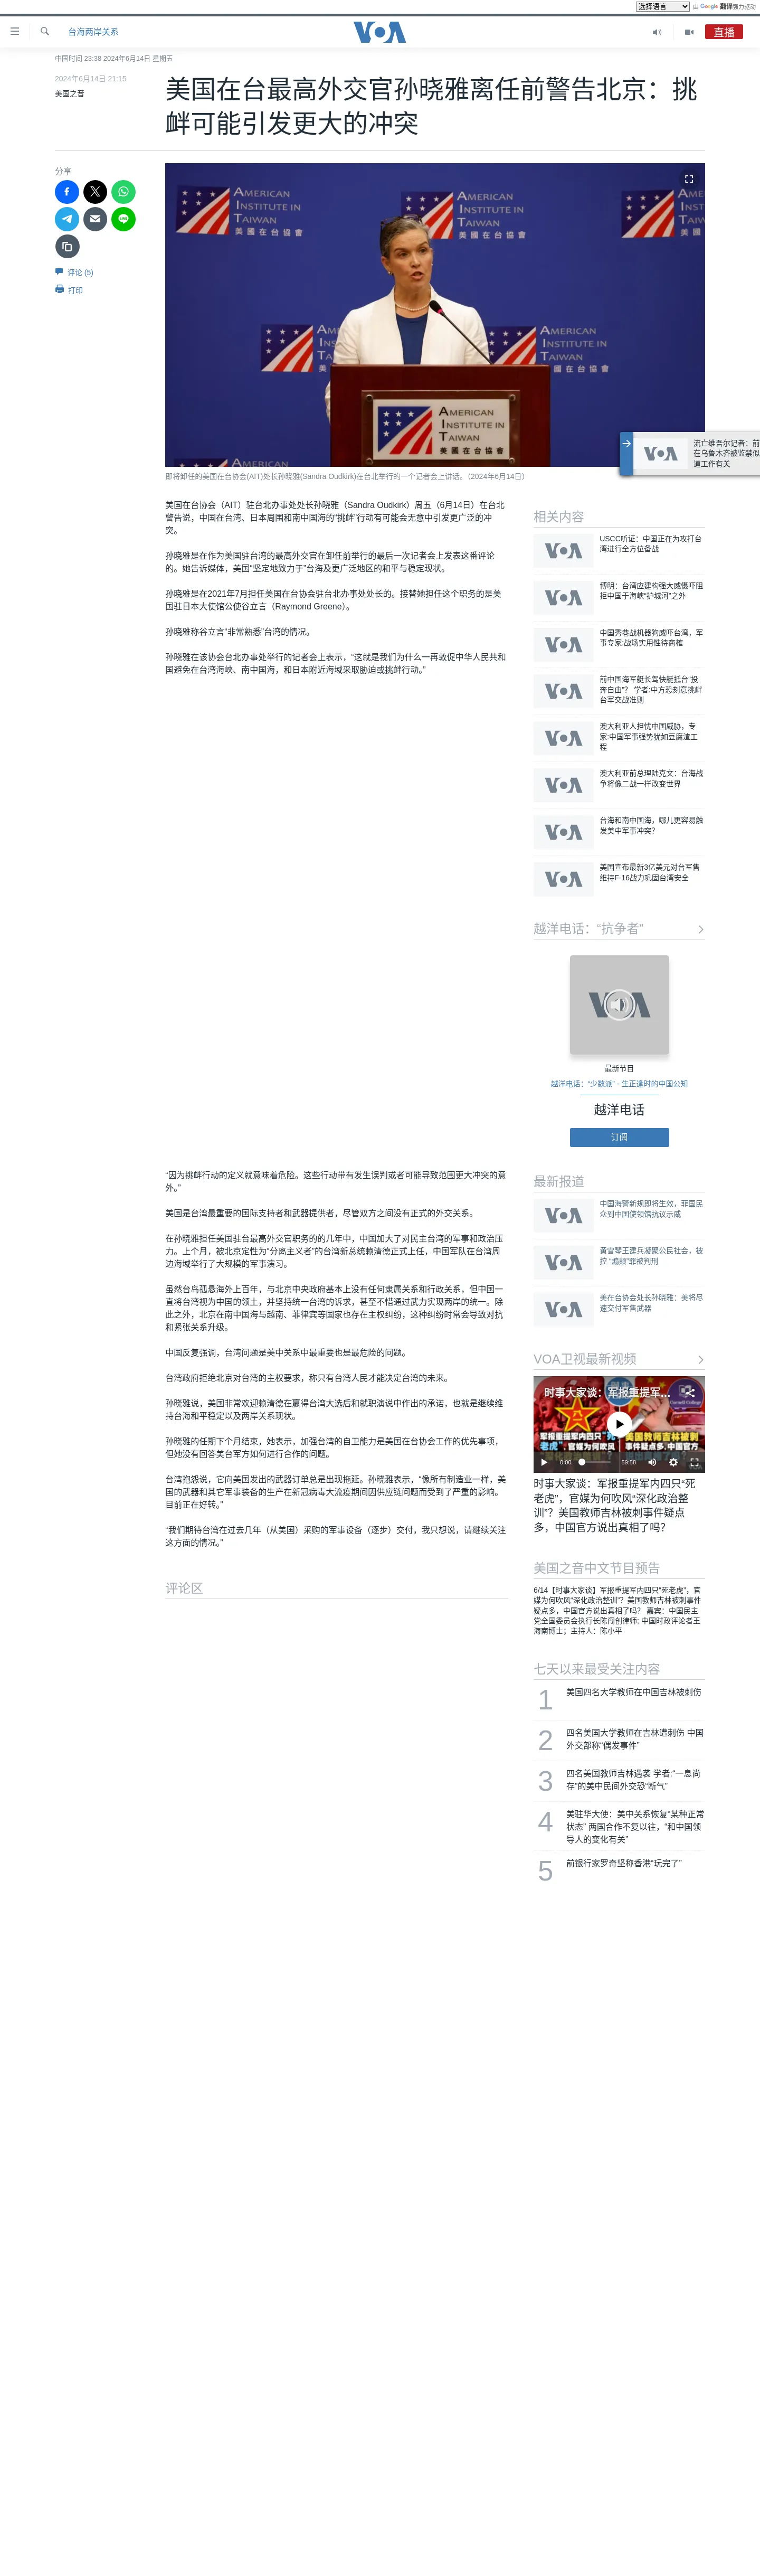 选择语言
由 Google 翻译强力驱动
台海两岸关系
VOA
直播
中国时间 23:38 2024年6月14日 星期五
2024年6月14日 21:15
美国之音
美国在台最高外交官孙晓雅离任前警告北京：挑
衅可能引发更大的冲突
分享
评论 (5)
打印
AMERICAN
INSTITUTE IN
TAIWAN
美國在台協會
AMERICAN
INSTITUTE IN
TAIWAN
美國在台協會
AMERICAN
INSTITUTE IN
TAIWAN
美國在台協會
即将卸任的美国在台协会(AIT)处长孙晓雅(Sandra Oudkirk)在台北举行的一个记者会上讲话。（2024年6月14日）
VOA
流亡维吾尔记者：前
在乌鲁木齐被监禁似
道工作有关
美国在台协会（AIT）驻台北办事处处长孙晓雅（Sandra Oudkirk）周五（6月14日）在台北
警告说，中国在台湾、日本周围和南中国海的“挑衅”行动有可能会无意中引发更广泛的冲
突。
孙晓雅是在作为美国驻台湾的最高外交官在卸任前举行的最后一次记者会上发表这番评论
的。她告诉媒体，美国“坚定地致力于”台海及更广泛地区的和平与稳定现状。
孙晓雅是在2021年7月担任美国在台协会驻台北办事处处长的。接替她担任这个职务的是美
国驻日本大使馆公使谷立言（Raymond Greene）。
孙晓雅称谷立言“非常熟悉”台湾的情况。
孙晓雅在该协会台北办事处举行的记者会上表示，“这就是我们为什么一再敦促中华人民共和
国避免在台湾海峡、南中国海，和日本附近海域采取胁迫或挑衅行动。”
“因为挑衅行动的定义就意味着危险。这些行动带有发生误判或者可能导致范围更大冲突的意
外。”
美国是台湾最重要的国际支持者和武器提供者，尽管双方之间没有正式的外交关系。
在孙晓雅担任美国驻台最高外交官职务的的几年中，中国加大了对民主台湾的军事和政治压
力。上个月，被北京定性为“分离主义者”的台湾新总统赖清德正式上任，中国军队在台湾周
边海域举行了大规模的军事演习。
虽然台岛孤悬海外上百年，与北京中央政府基本上没有任何隶属关系和行政关系，但中国一
直将台湾视为中国的领土，并坚持统一台湾的诉求，甚至不惜通过武力实现两岸的统一。除
此之外，北京在南中国海与越南、菲律宾等国家也存在主权纠纷，这种纠纷时常会导致对抗
和紧张关系升级。
中国反复强调，台湾问题是美中关系中最重要也是最危险的问题。
台湾政府拒绝北京对台湾的主权要求，称只有台湾人民才能决定台湾的未来。
孙晓雅说，美国非常欢迎赖清德在赢得台湾大选后和就职演说中作出的承诺，也就是继续维
持台海和平稳定以及两岸关系现状。
孙晓雅的任期下个月结束，她表示，加强台湾的自卫能力是美国在台协会工作的优先事项，
但她没有回答美台军方如何进行合作的问题。
台湾抱怨说，它向美国发出的武器订单总是出现拖延。孙晓雅表示，“像所有制造业一样，美
国的武器和其它军事装备的生产在新冠病毒大流疫期间因供应链问题而受到了严重的影响。
目前正在好转。”
“我们期待台湾在过去几年（从美国）采购的军事设备（逐步）交付，我只想说，请继续关注
这方面的情况。”
评论区
相关内容
VOA
USCC听证：中国正在为攻打台
湾进行全方位备战
VOA
博明：台湾应建构强大威慑吓阻
拒中国于海峡“护城河”之外
VOA
中国秀巷战机器狗威吓台湾，军
事专家:战场实用性待商榷
VOA
前中国海军艇长驾快艇抵台“投
奔自由”？ 学者:中方恐刻意挑衅
台军交战准则
VOA
澳大利亚人担忧中国威胁，专
家:中国军事强势犹如豆腐渣工
程
VOA
澳大利亚前总理陆克文：台海战
争将像二战一样改变世界
VOA
台海和南中国海，哪儿更容易触
发美中军事冲突？
VOA
美国宣布最新3亿美元对台军售
维持F-16战力巩固台湾安全
越洋电话：“抗争者”
最新节目
越洋电话：“少数派” - 生正逢时的中国公知
越洋电话
订阅
最新报道
VOA
中国海警新规即将生效，菲国民
众到中国使领馆抗议示威
VOA
黄雪琴王建兵凝聚公民社会，被
控 “煽颠”罪被判刑
VOA
美在台协会处长孙晓雅：美将尽
速交付军售武器
VOA卫视最新视频
时事大家谈：军报重提军...
0:00
59:58
时事大家谈：军报重提军内四只“死
老虎”，官媒为何吹风“深化政治整
训”？美国教师吉林被刺事件疑点
多，中国官方说出真相了吗？
美国之音中文节目预告
6/14【时事大家谈】军报重提军内四只“死老虎”，官
媒为何吹风“深化政治整训”？美国教师吉林被刺事件
疑点多，中国官方说出真相了吗？ 嘉宾：中国民主
党全国委员会执行长陈闯创律师; 中国时政评论者王
海南博士；主持人：陈小平
七天以来最受关注内容
1
美国四名大学教师在中国吉林被刺伤
2
四名美国大学教师在吉林遭刺伤 中国
外交部称“偶发事件”
3
四名美国教师吉林遇袭 学者:“一息尚
存”的美中民间外交恐“断气”
4
美驻华大使：美中关系恢复“某种正常
状态” 两国合作不复以往，“和中国领
导人的变化有关”
5
前银行家罗奇坚称香港“玩完了”